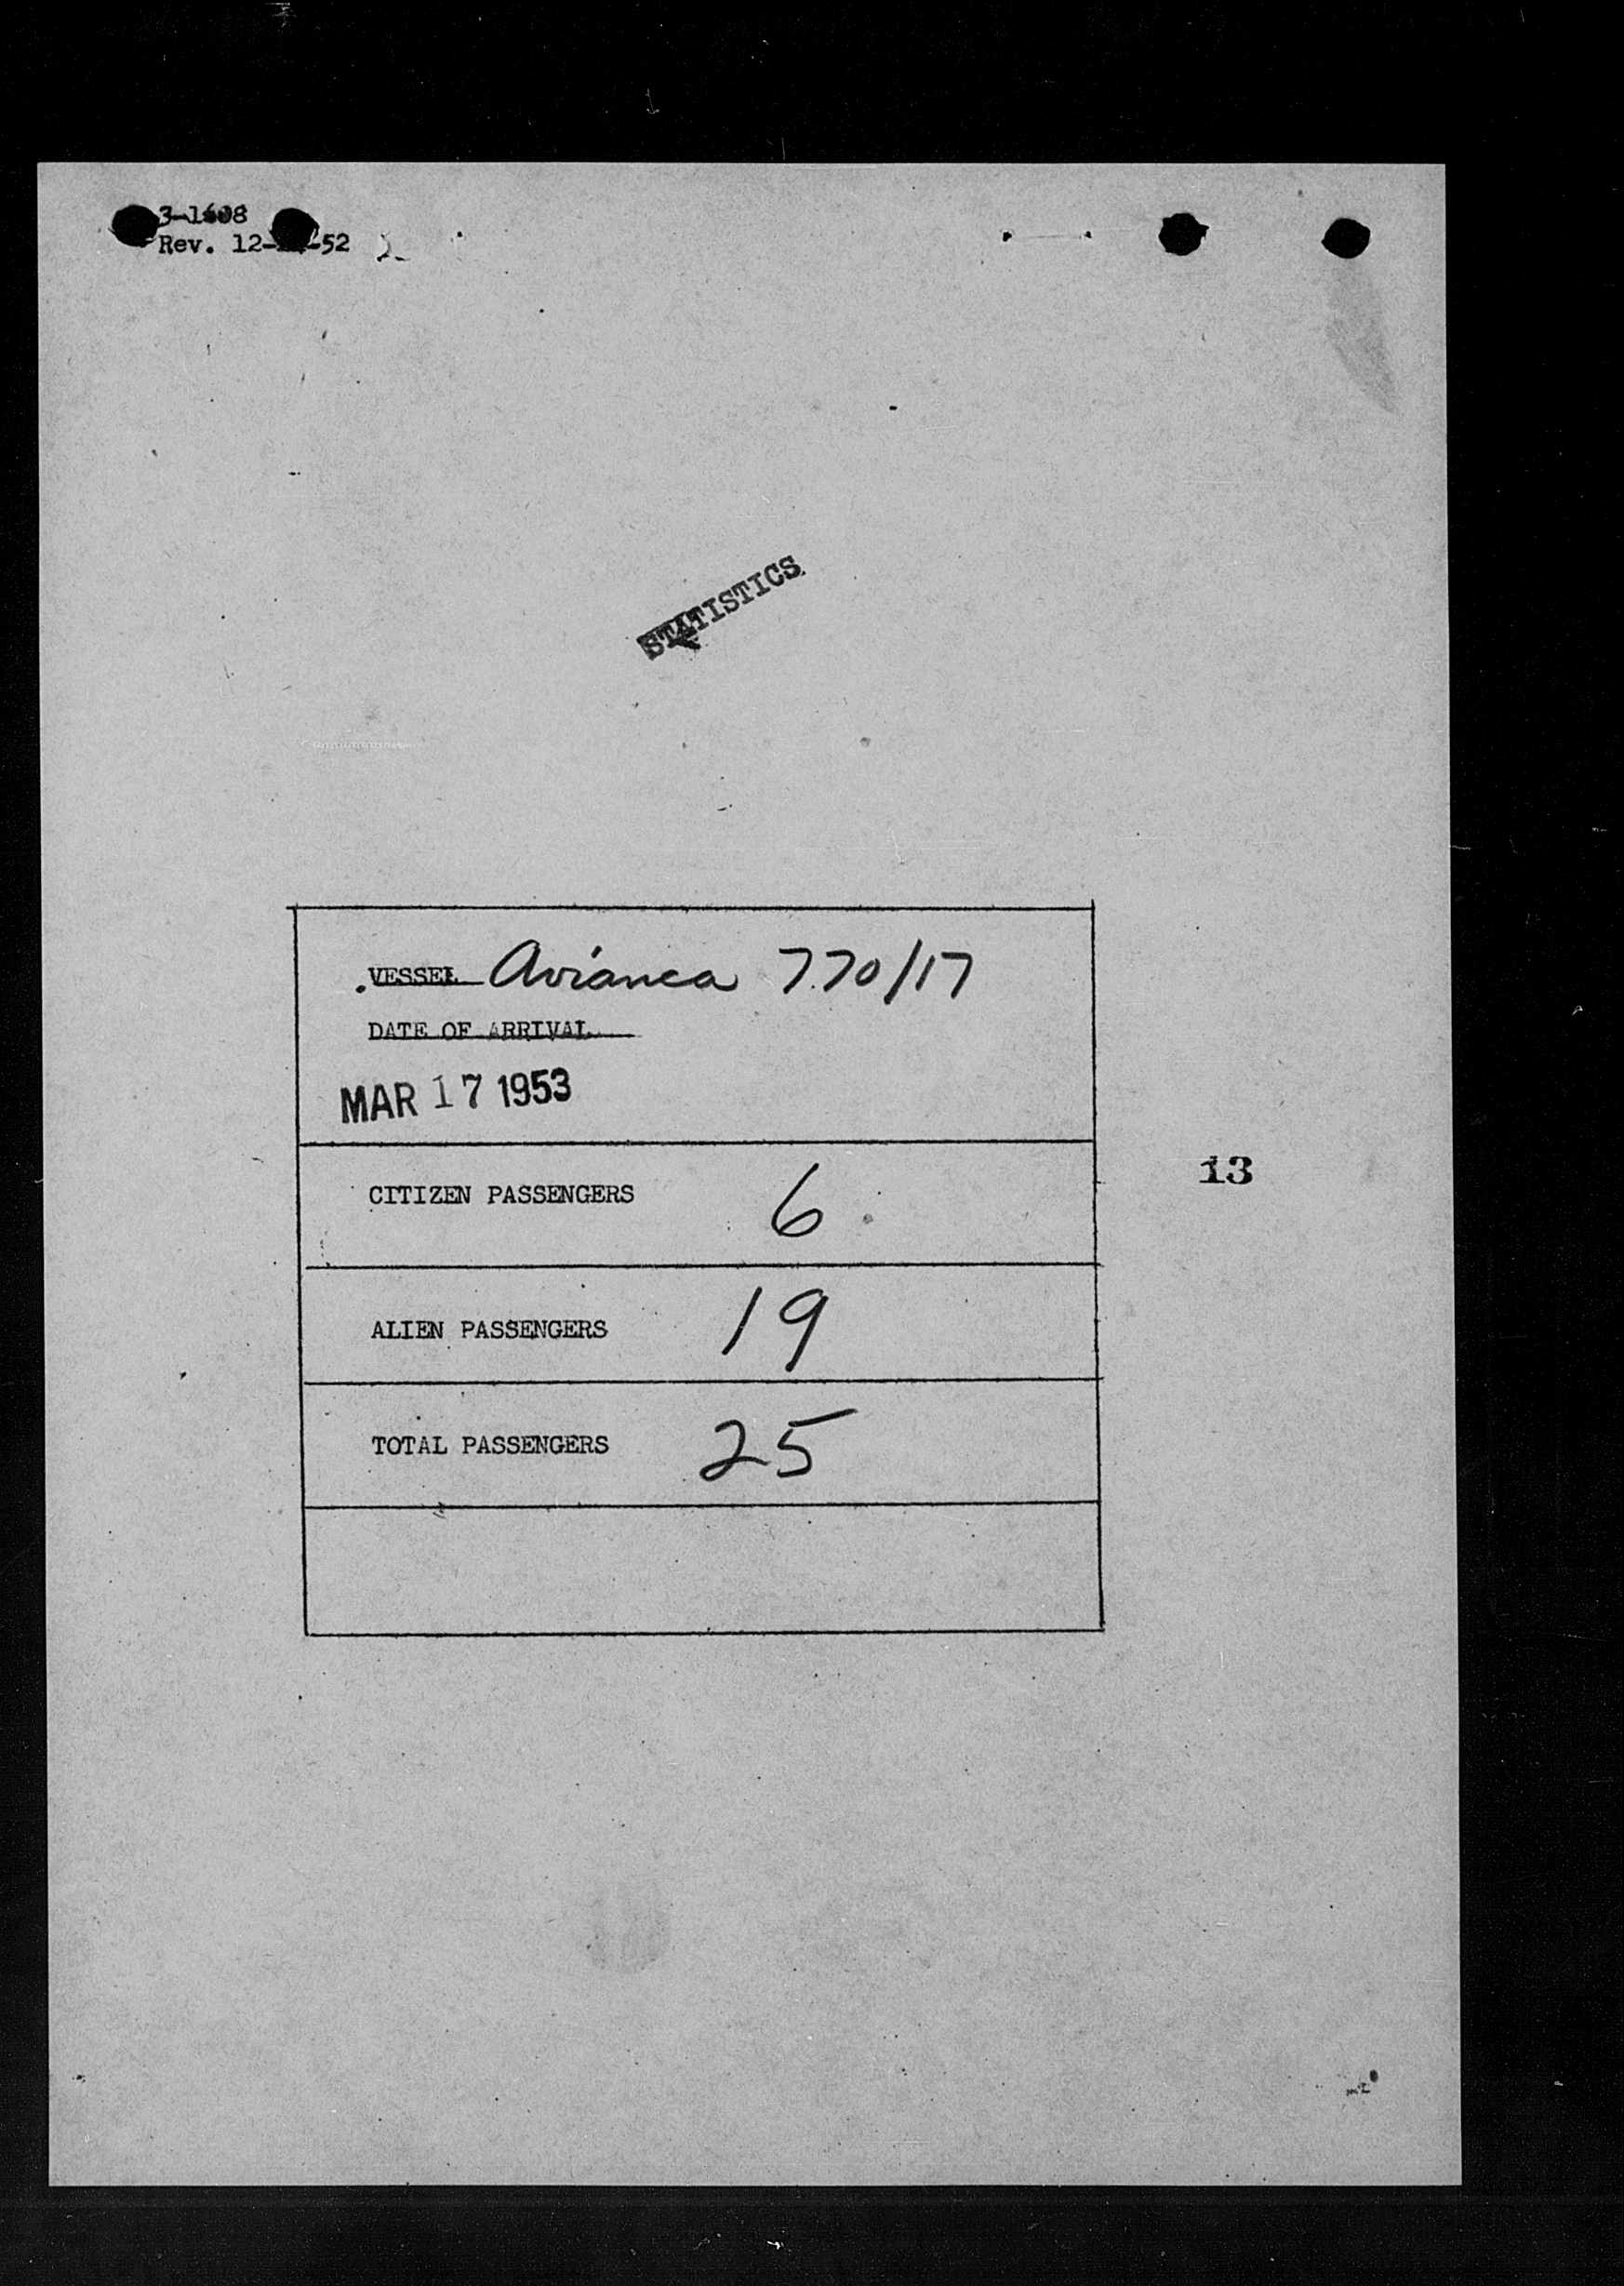 3-1608
Rev. 12- -52
STATISTICS
VESSEL Avianca 770/17
DATE OF ARRIVAL
MAR 17 1953
CITIZEN PASSENGERS 6
13
ALIEN PASSENGERS 19
TOTAL PASSENGERS 25